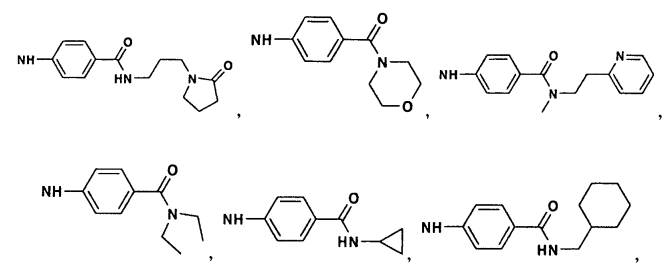 NH O HN N O ,
NH O N O ,
NH O N N ,
NH O N ,
NH O HN ,
NH O HN ,